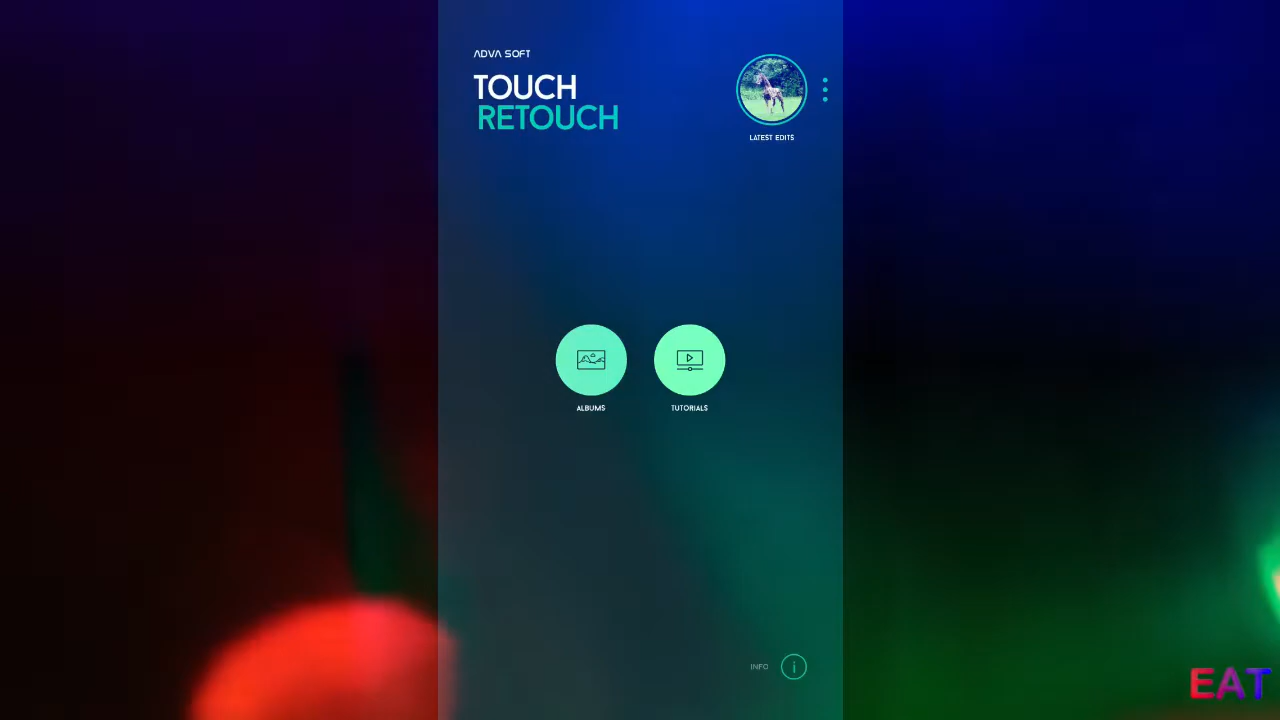 ADVA SOFT
TOUCH
RETOUCH
LATEST EDITS
ALBUMS
TUTORIALS
INFO
EAT